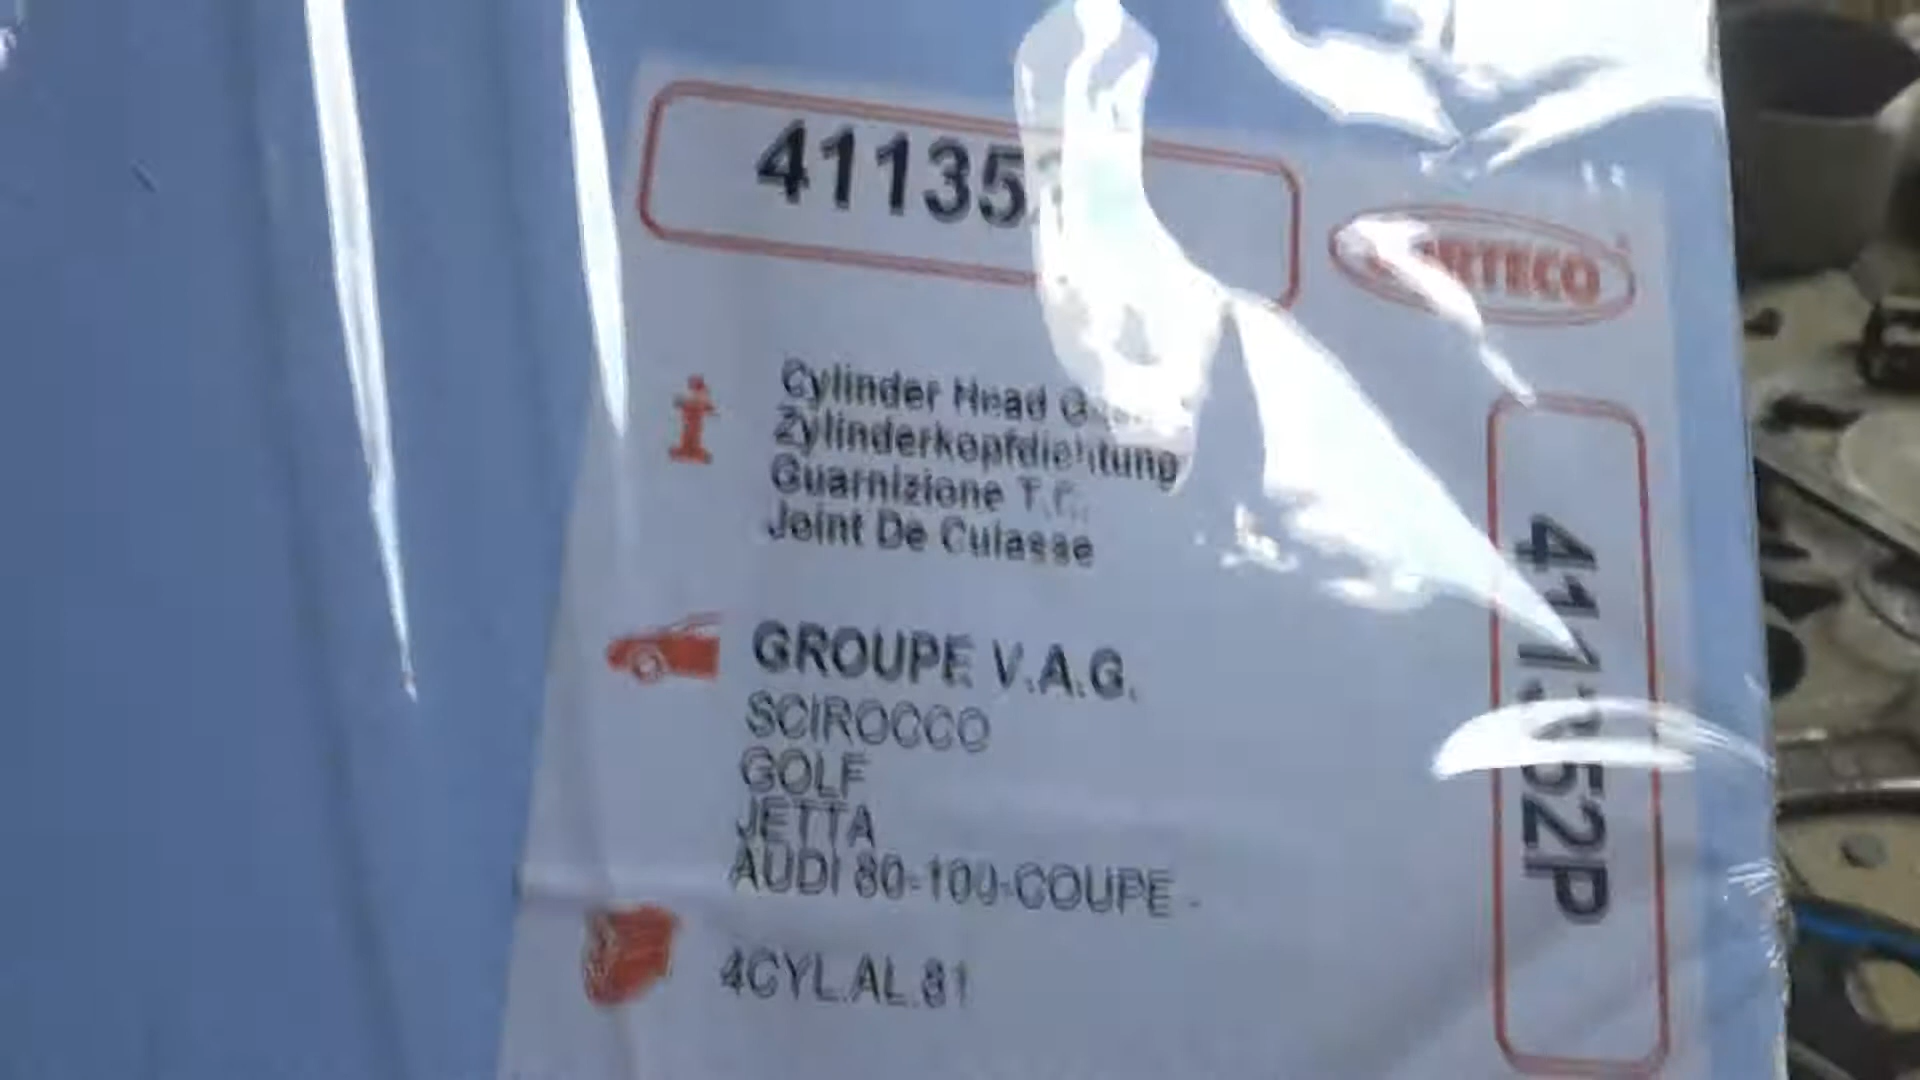 41135
CORTECO
Cylinder Head
Zylinderkopfdichtung
Guarnizione T.C.
Joint De Culasse
GROUPE V.A.G.
SCIROCCO
GOLF
JETTA
AUDI 80-100-COUPE -
4CYL.AL.81
411352P